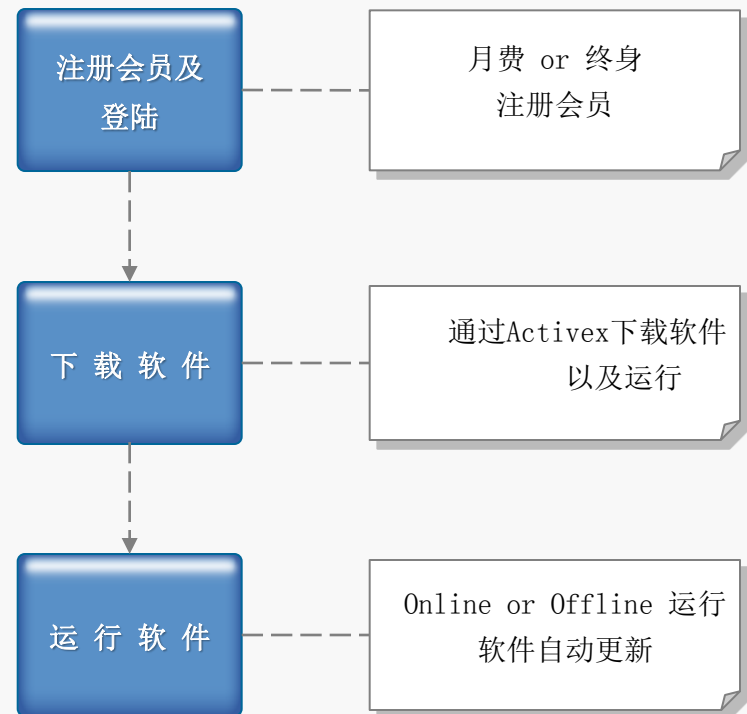 注册会员及
登陆
月费 or 终身
注册会员
下 载 软 件
通过Activex下载软件
以及运行
运 行 软 件
Online or Offline 运行
软件自动更新